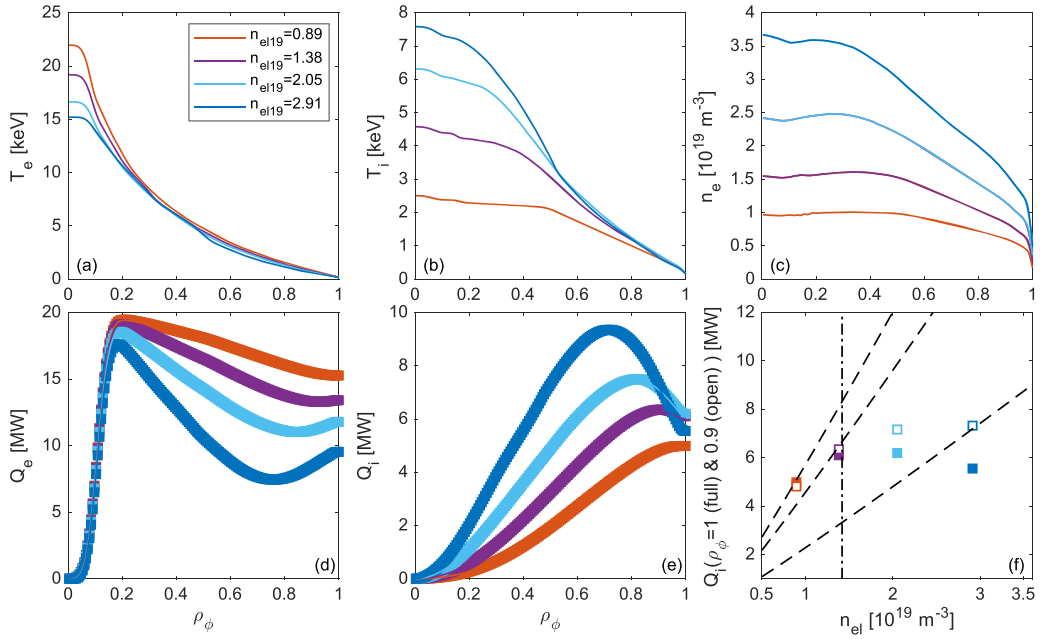 25
20
15
10
5
0
T_e [keV]
n_el19=0.89
n_el19=1.38
n_el19=2.05
n_el19=2.91
(a)
0 0.2 0.4 0.6 0.8 1
8
7
6
5
4
3
2
1
0
T_i [keV]
(b)
0 0.2 0.4 0.6 0.8 1
4
3.5
3
2.5
2
1.5
1
0.5
0
n_e [10^19 m^-3]
(c)
0 0.2 0.4 0.6 0.8 1
20
15
10
5
0
Q_e [MW]
(d)
0 0.2 0.4 0.6 0.8 1
ρ_ϕ
10
8
6
4
2
0
Q_i [MW]
(e)
0 0.2 0.4 0.6 0.8 1
ρ_ϕ
12
10
8
6
4
2
Q_i(ρ_ϕ=1 (full) & 0.9 (open) ) [MW]
(f)
0.5 1 2 3 3.5
n_el [10^19 m^-3]